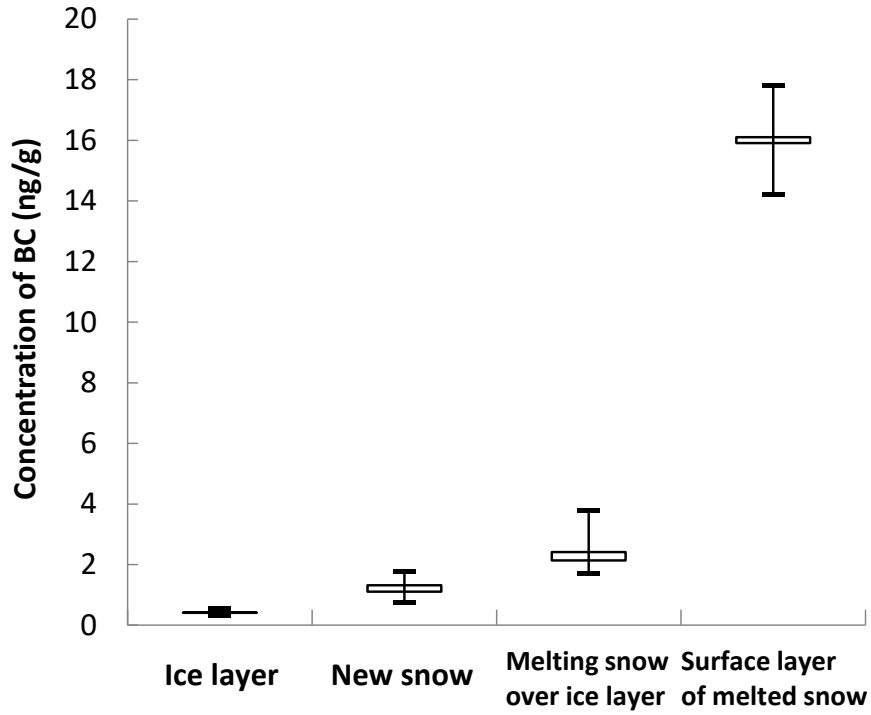 Concentration of BC (ng/g)
20
18
16
14
12
10
8
6
4
2
0
Ice layer
New snow
Melting snow
over ice layer
Surface layer
of melted snow